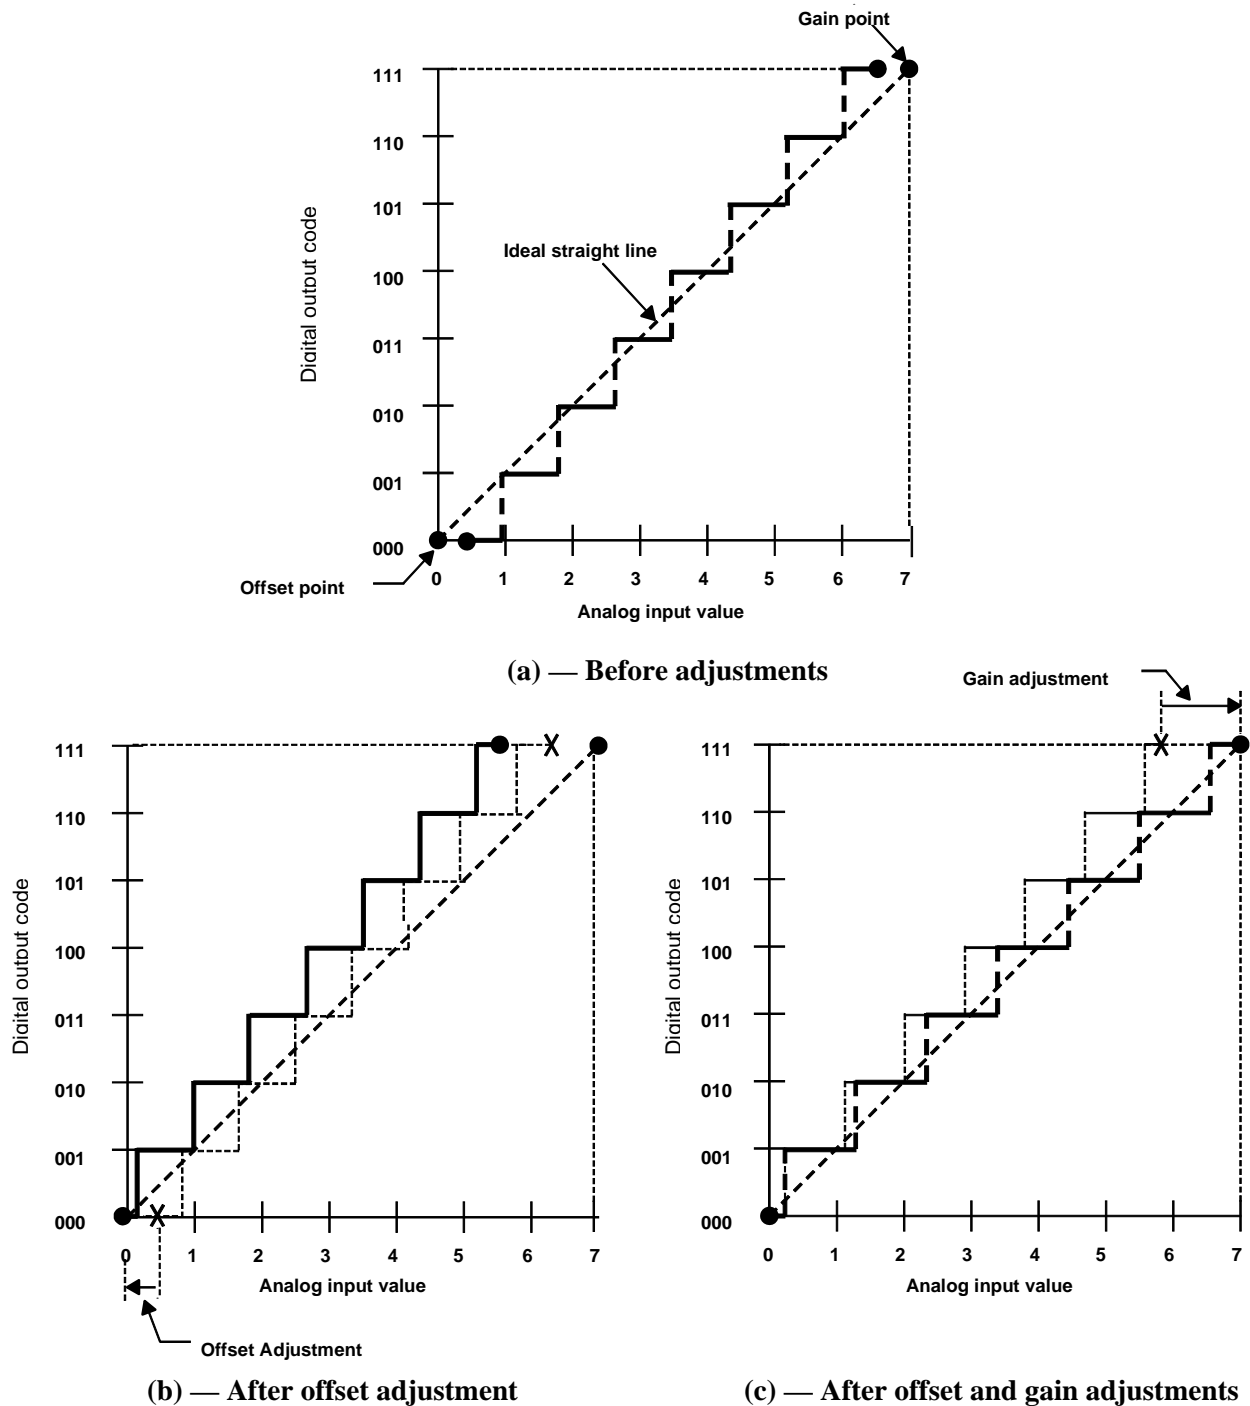 Gain point
111
110
101
100
011
010
001
000
Digital output code
Ideal straight line
Offset point
0 1 2 3 4 5 6 7
Analog input value
(a) — Before adjustments
Gain adjustment
111
110
101
100
011
010
001
000
Digital output code
0 1 2 3 4 5 6 7
Analog input value
Offset Adjustment
(b) — After offset adjustment
111
110
101
100
011
010
001
000
Digital output code
0 1 2 3 4 5 6 7
Analog input value
(c) — After offset and gain adjustments